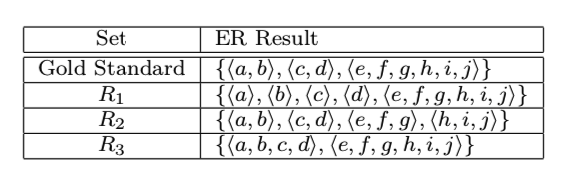 Set ER Result
Gold Standard {⟨a, b⟩, ⟨c, d⟩, ⟨e, f, g, h, i, j⟩}
R₁ {⟨a⟩, ⟨b⟩, ⟨c⟩, ⟨d⟩, ⟨e, f, g, h, i, j⟩}
R₂ {⟨a, b⟩, ⟨c, d⟩, ⟨e, f, g⟩, ⟨h, i, j⟩}
R₃ {⟨a, b, c, d⟩, ⟨e, f, g, h, i, j⟩}